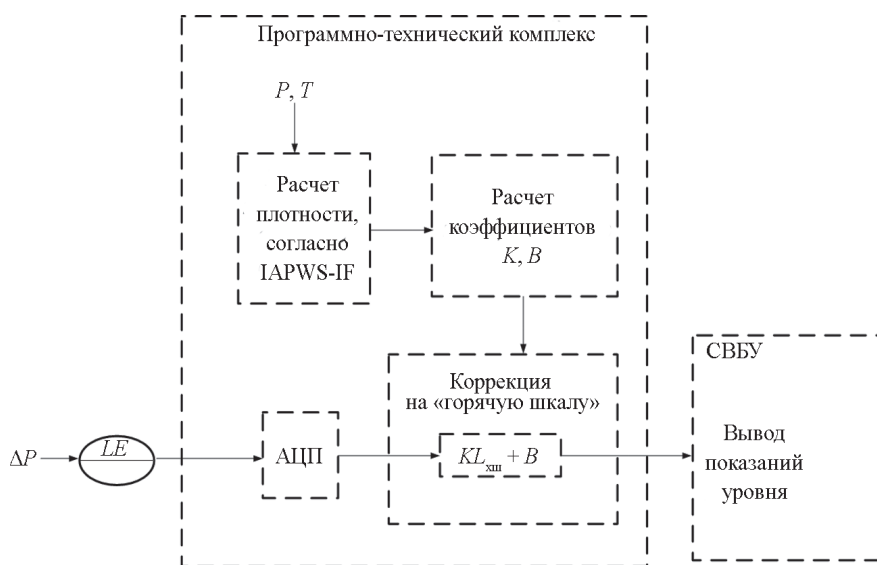 Программно-технический комплекс
P, T
Расчет
плотности,
согласно
IAPWS-IF
Расчет
коэффициентов
K, B
Коррекция
на «горячую шкалу»
KLхш + B
АЦП
ΔP
LE
СВБУ
Вывод
показаний
уровня